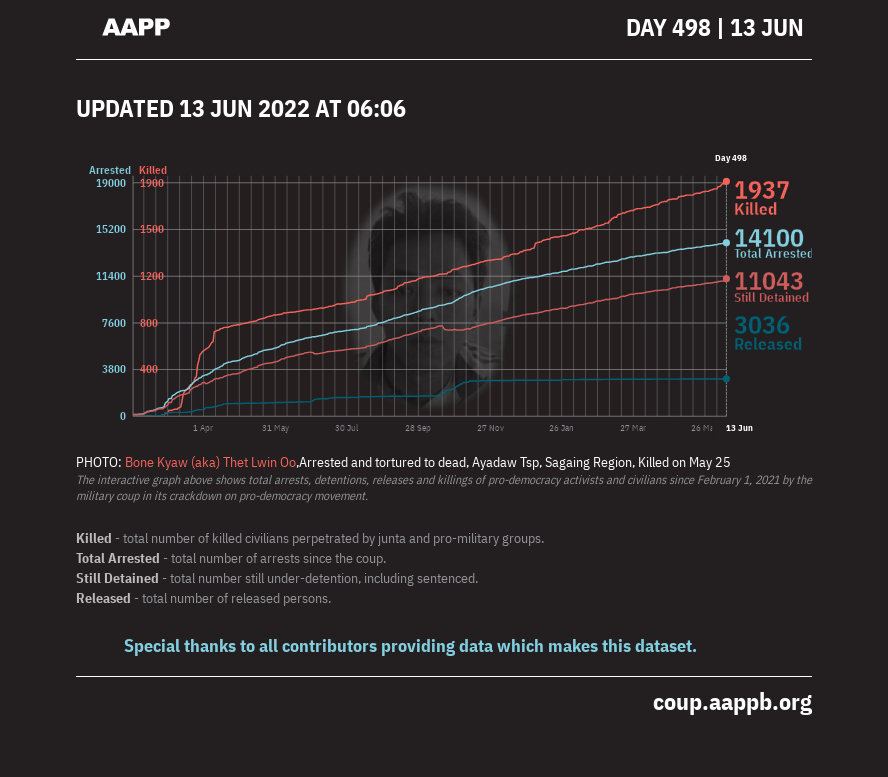 AAPP
DAY 498 | 13 JUN
UPDATED 13 JUN 2022 AT 06:06
Day 498
Arrested Killed
19000 1900
15200 1500
11400 1200
7600 800
3800 400
0
1937
Killed
14100
Total Arrested
11043
Still Detained
3036
Released
1 Apr 31 May 30 Jul 28 Sep 27 Nov 26 Jan 27 Mar 26 Ma 13 Jun
PHOTO: Bone Kyaw (aka) Thet Lwin Oo,Arrested and tortured to dead, Ayadaw Tsp, Sagaing Region, Killed on May 25
The interactive graph above shows total arrests, detentions, releases and killings of pro-democracy activists and civilians since February 1, 2021 by the
military coup in its crackdown on pro-democracy movement.
Killed - total number of killed civilians perpetrated by junta and pro-military groups.
Total Arrested - total number of arrests since the coup.
Still Detained - total number still under-detention, including sentenced.
Released - total number of released persons.
Special thanks to all contributors providing data which makes this dataset.
coup.aappb.org